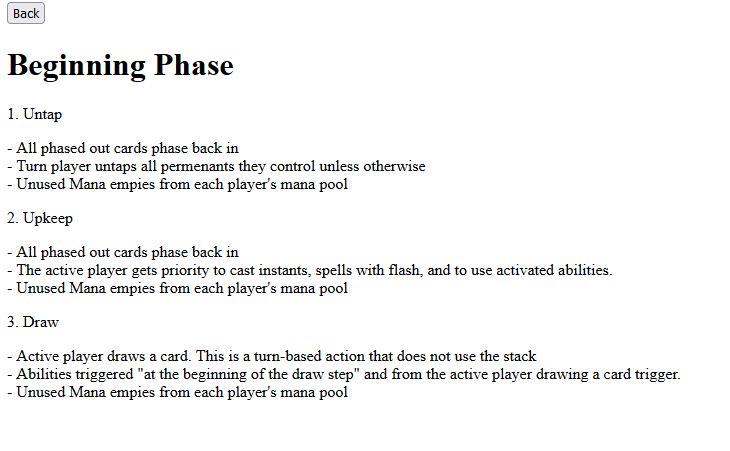 Back
Beginning Phase
1. Untap
- All phased out cards phase back in
- Turn player untaps all permenants they control unless otherwise
- Unused Mana empies from each player's mana pool
2. Upkeep
- All phased out cards phase back in
- The active player gets priority to cast instants, spells with flash, and to use activated abilities.
- Unused Mana empies from each player's mana pool
3. Draw
- Active player draws a card. This is a turn-based action that does not use the stack
- Abilities triggered "at the beginning of the draw step" and from the active player drawing a card trigger.
- Unused Mana empies from each player's mana pool